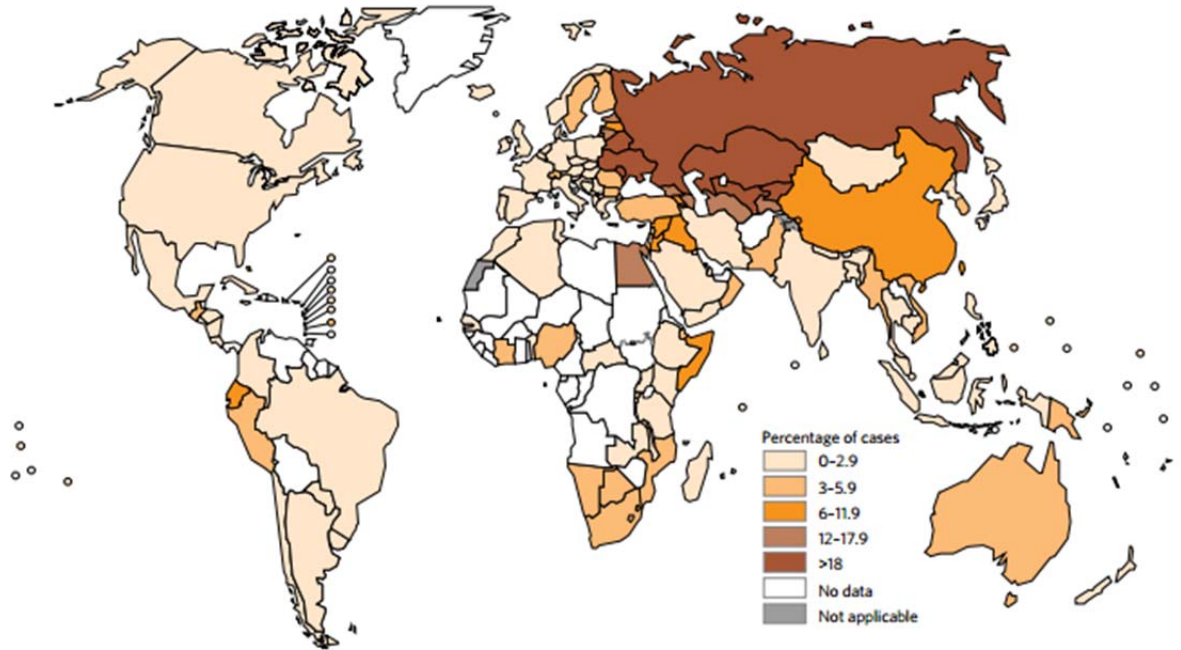 Percentage of cases
0–2.9
3–5.9
6–11.9
12–17.9
>18
No data
Not applicable